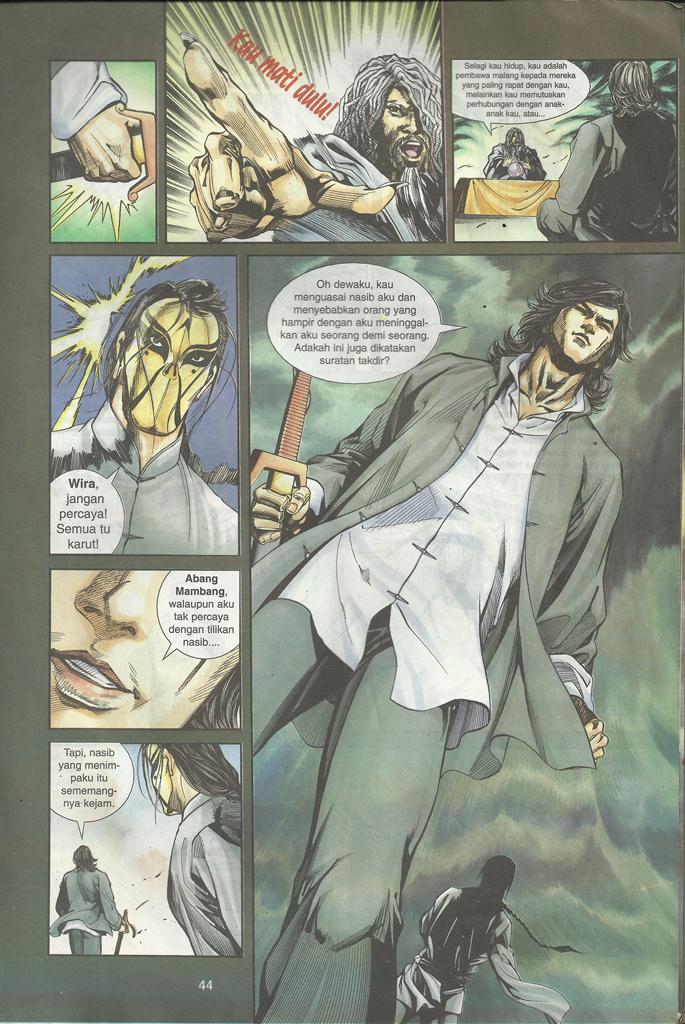 Kau mati dulu!
Selagi kau hidup, kau adalah
pembawa malang kepada mereka
yang paling rapat dengan kau,
melainkan kau memutuskan
perhubungan dengan anak-
anak kau, atau...
Wira,
jangan
percaya!
Semua tu
karut!
Oh dewaku, kau
menguasai nasib aku dan
menyebabkan orang yang
hampir dengan aku meninggal-
kan aku seorang demi seorang.
Adakah ini juga dikatakan
suratan takdir?
Abang
Mambang,
walaupun aku
tak percaya
dengan tilikan
nasib....
Tapi, nasib
yang menim-
paku itu
sememang-
nya kejam.
44